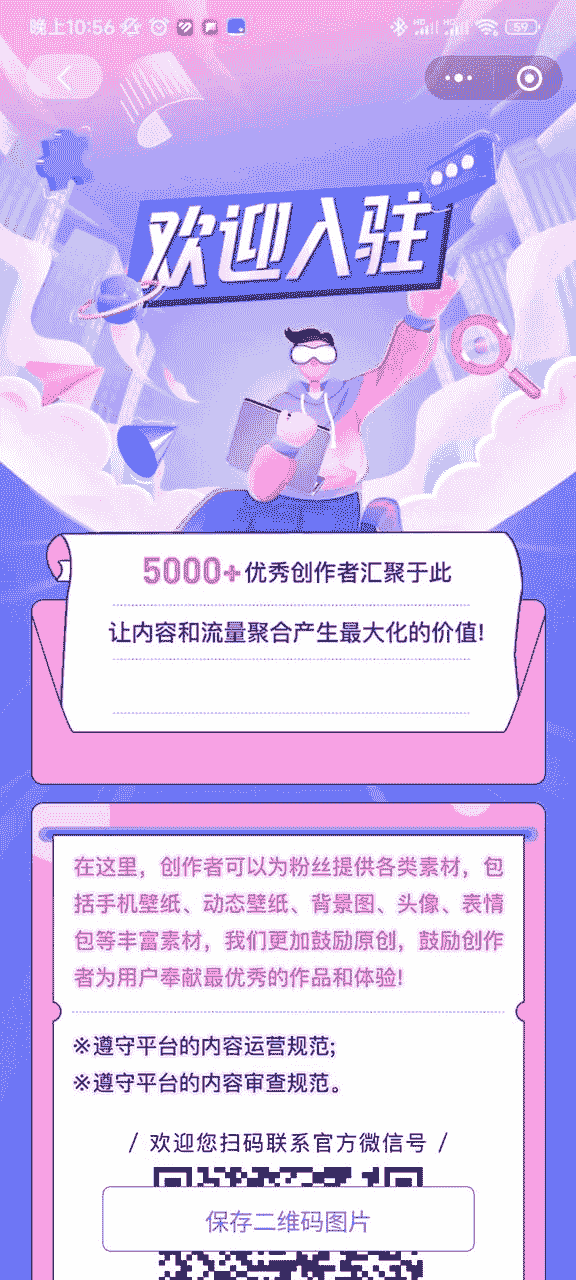 晚上10:56
59
欢迎入驻
5000+优秀创作者汇聚于此
让内容和流量聚合产生最大化的价值!
在这里，创作者可以为粉丝提供各类素材，包
括手机壁纸、动态壁纸、背景图、头像、表情
包等丰富素材，我们更加鼓励原创，鼓励创作
者为用户奉献最优秀的作品和体验!
※遵守平台的内容运营规范;
※遵守平台的内容审查规范。
/ 欢迎您扫码联系官方微信号 /
保存二维码图片